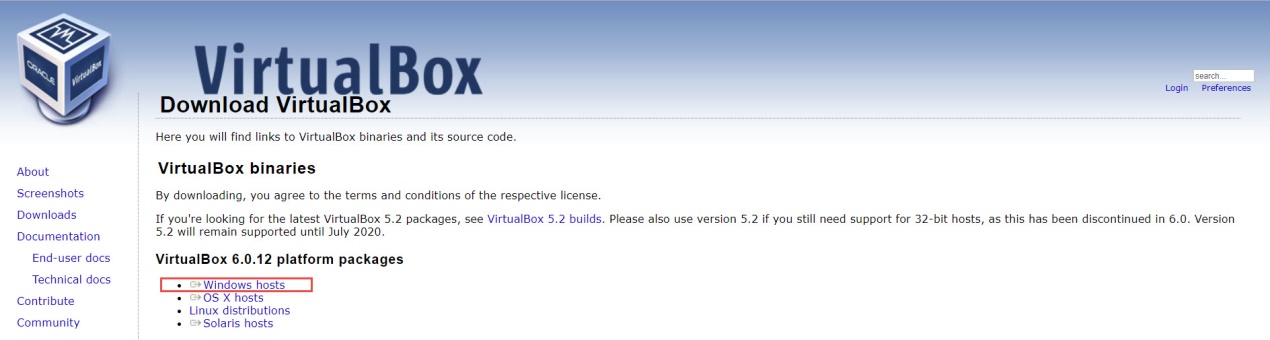 ORACLE
VirtualBox
VirtualBox
search...
Login Preferences
Download VirtualBox
Here you will find links to VirtualBox binaries and its source code.
About
Screenshots
Downloads
Documentation
End-user docs
Technical docs
Contribute
Community
VirtualBox binaries
By downloading, you agree to the terms and conditions of the respective license.
If you're looking for the latest VirtualBox 5.2 packages, see VirtualBox 5.2 builds. Please also use version 5.2 if you still need support for 32-bit hosts, as this has been discontinued in 6.0. Version
5.2 will remain supported until July 2020.
VirtualBox 6.0.12 platform packages
• Windows hosts
• OS X hosts
• Linux distributions
• Solaris hosts